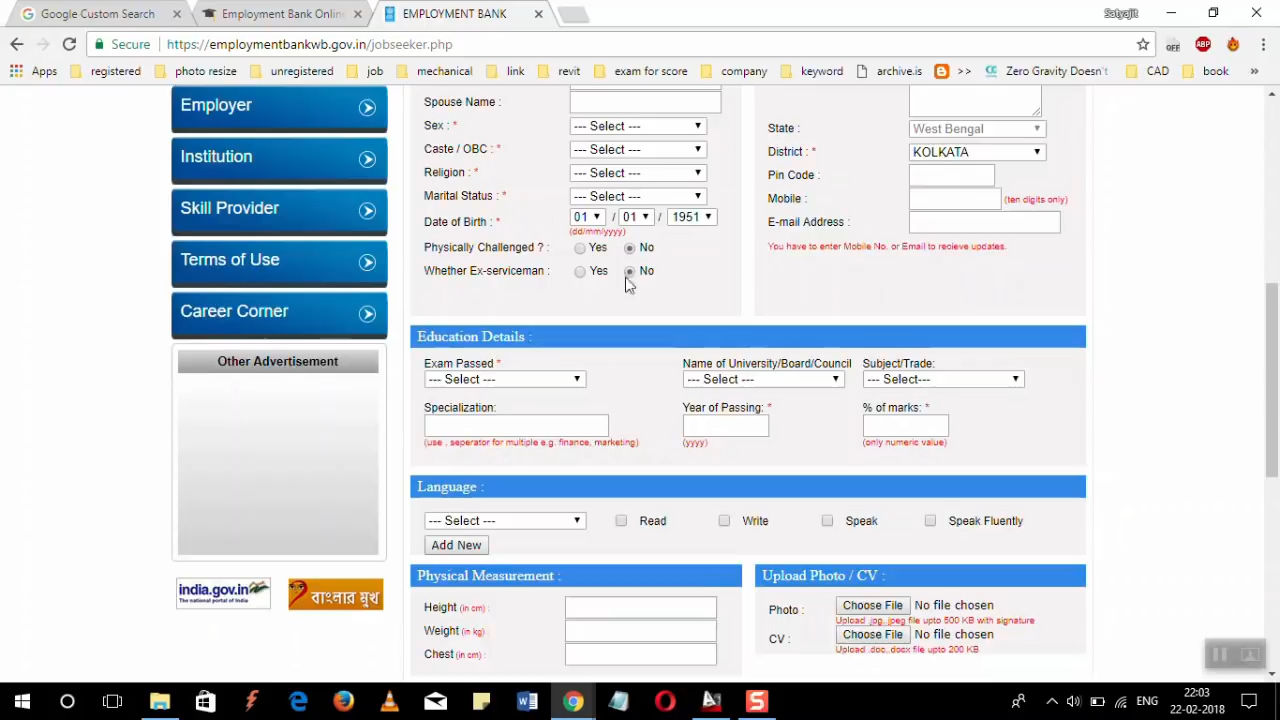 Google Custom Search
Employment Bank Onlin
EMPLOYMENT BANK
Satyajit
Secure
https://employmentbankwb.gov.in/jobseeker.php
OFF
ABP
Apps
registered
photo resize
unregistered
job
mechanical
link
revit
exam for score
company
keyword
archive.is
>>
Zero Gravity Doesn't
CAD
book
»
Employer
Institution
Skill Provider
Terms of Use
Career Corner
Other Advertisement
india.gov.in
The national portal of India
বাংলার মুখ
Spouse Name :
Sex : * --- Select ---
Caste / OBC : * --- Select ---
Religion : * --- Select ---
Marital Status : * --- Select ---
Date of Birth : * 01 / 01 / 1951
(dd/mm/yyyy)
Physically Challenged ? : Yes No
Whether Ex-serviceman : Yes No
State : West Bengal
District : * KOLKATA
Pin Code :
Mobile : (ten digits only)
E-mail Address :
You have to enter Mobile No. or Email to recieve updates.
Education Details :
Exam Passed * Name of University/Board/Council Subject/Trade:
--- Select --- --- Select --- --- Select---
Specialization: Year of Passing: * % of marks: *
(use , seperator for multiple e.g. finance, marketing) (yyyy) (only numeric value)
Language :
--- Select --- Read Write Speak Speak Fluently
Add New
Physical Measurement :
Height (in cm) :
Weight (in kg) :
Chest (in cm) :
Upload Photo / CV :
Photo : Choose File No file chosen
Upload .jpg,.jpeg file upto 500 KB with signature
CV : Choose File No file chosen
Upload .doc,.docx file upto 200 KB
ENG
22:03
22-02-2018